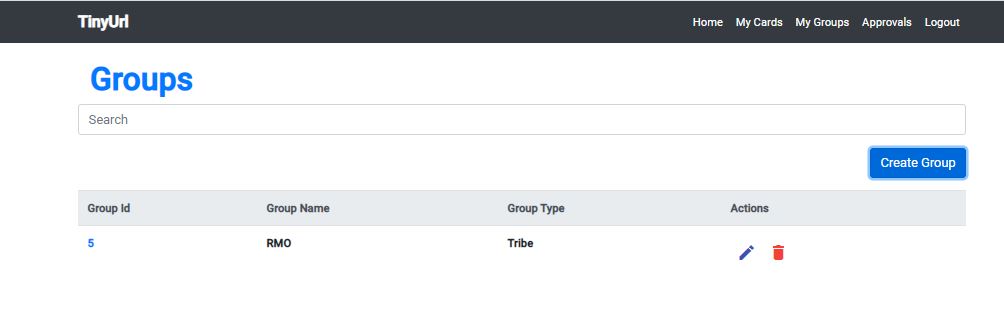 TinyUrl Home My Cards My Groups Approvals Logout
Groups
Search
Create Group
Group Id Group Name Group Type Actions
5 RMO Tribe